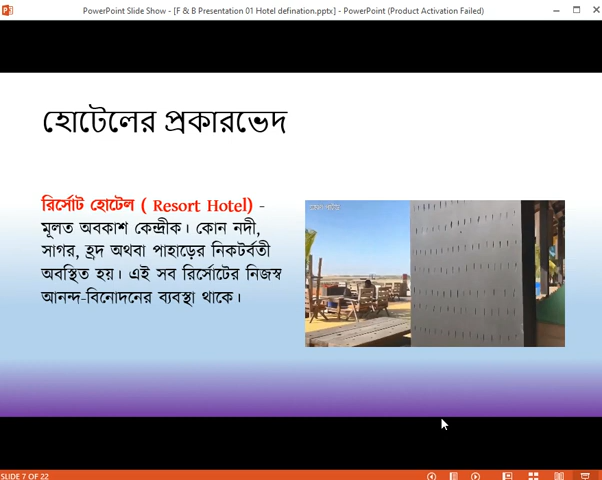 PowerPoint Slide Show - [F & B Presentation 01 Hotel defination.pptx] - PowerPoint (Product Activation Failed)
হোটেলের প্রকারভেদ
রির্সোট হোটেল ( Resort Hotel) -
মূলত অবকাশ কেন্দ্রীক। কোন নদী,
সাগর, হ্রদ অথবা পাহাড়ের নিকটবর্তী
অবস্থিত হয়। এই সব রির্সোটের নিজস্ব
আনন্দ-বিনোদনের ব্যবস্থা থাকে।
SLIDE 7 OF 22